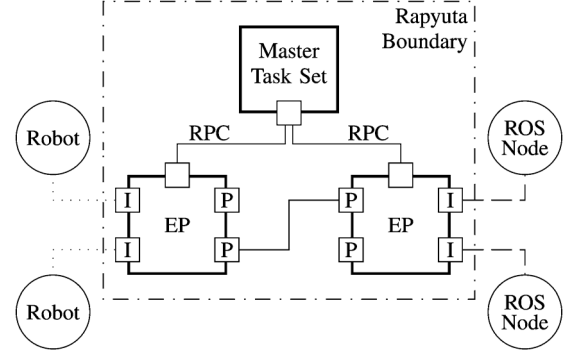 Rapyuta
Boundary
Master
Task Set
RPC RPC
Robot
ROS
Node
I P P I
EP EP
I P P I
Robot
ROS
Node